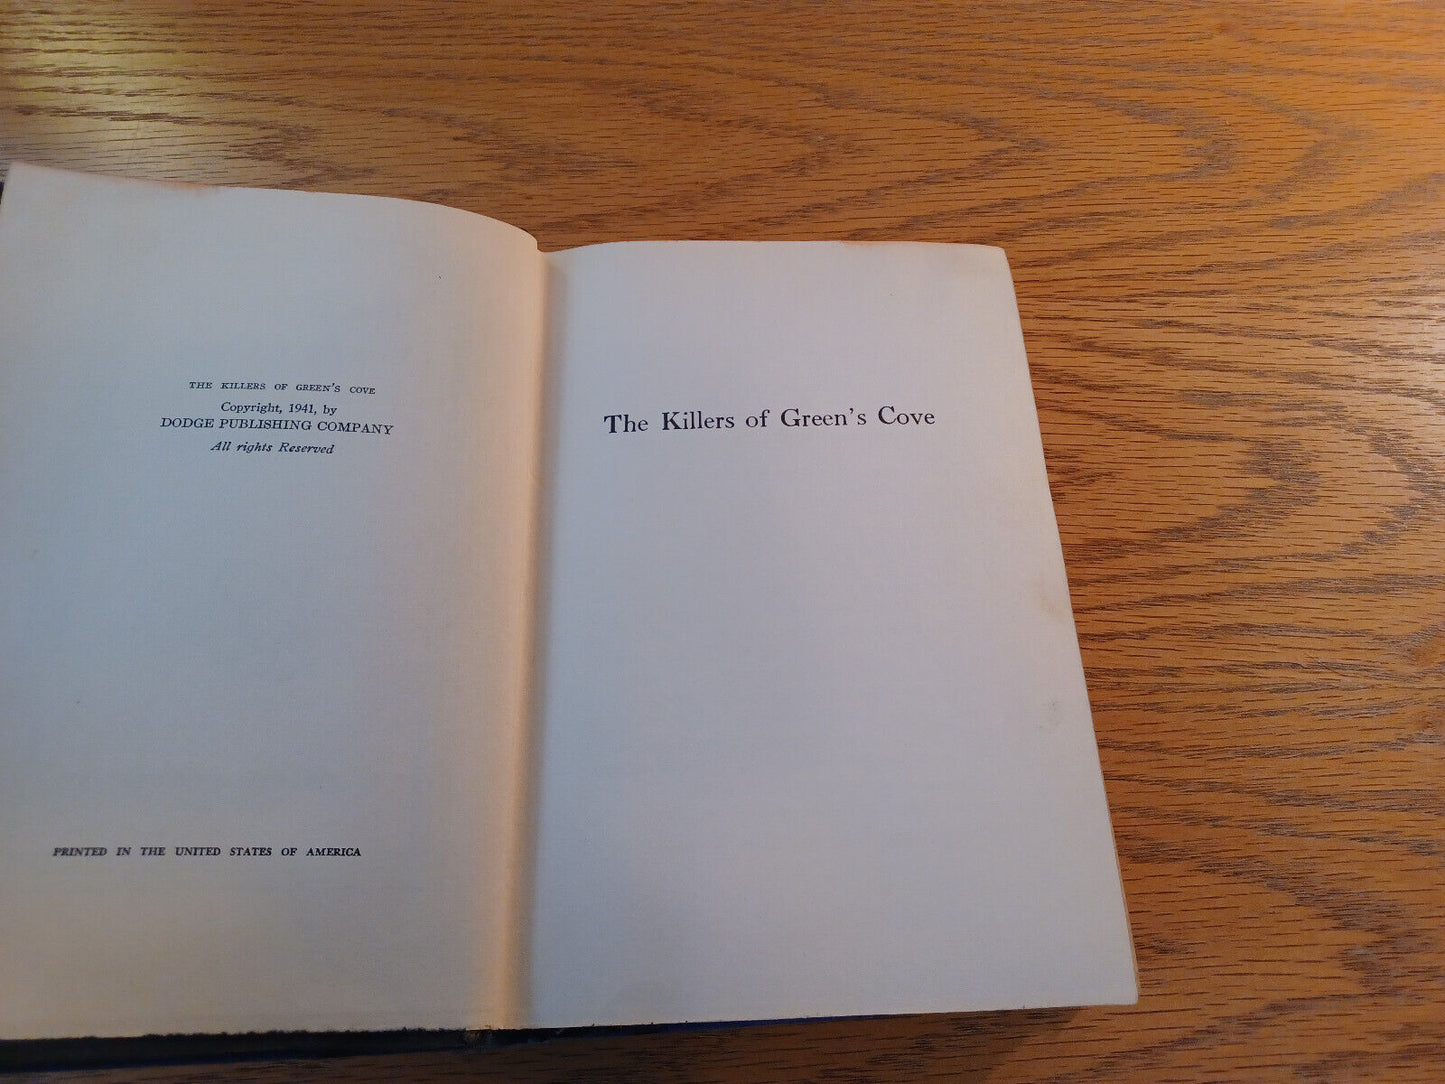 THE KILLERS OF GREEN'S COVE
Copyright, 1941, by
DODGE PUBLISHING COMPANY
All rights Reserved
PRINTED IN THE UNITED STATES OF AMERICA
The Killers of Green's Cove